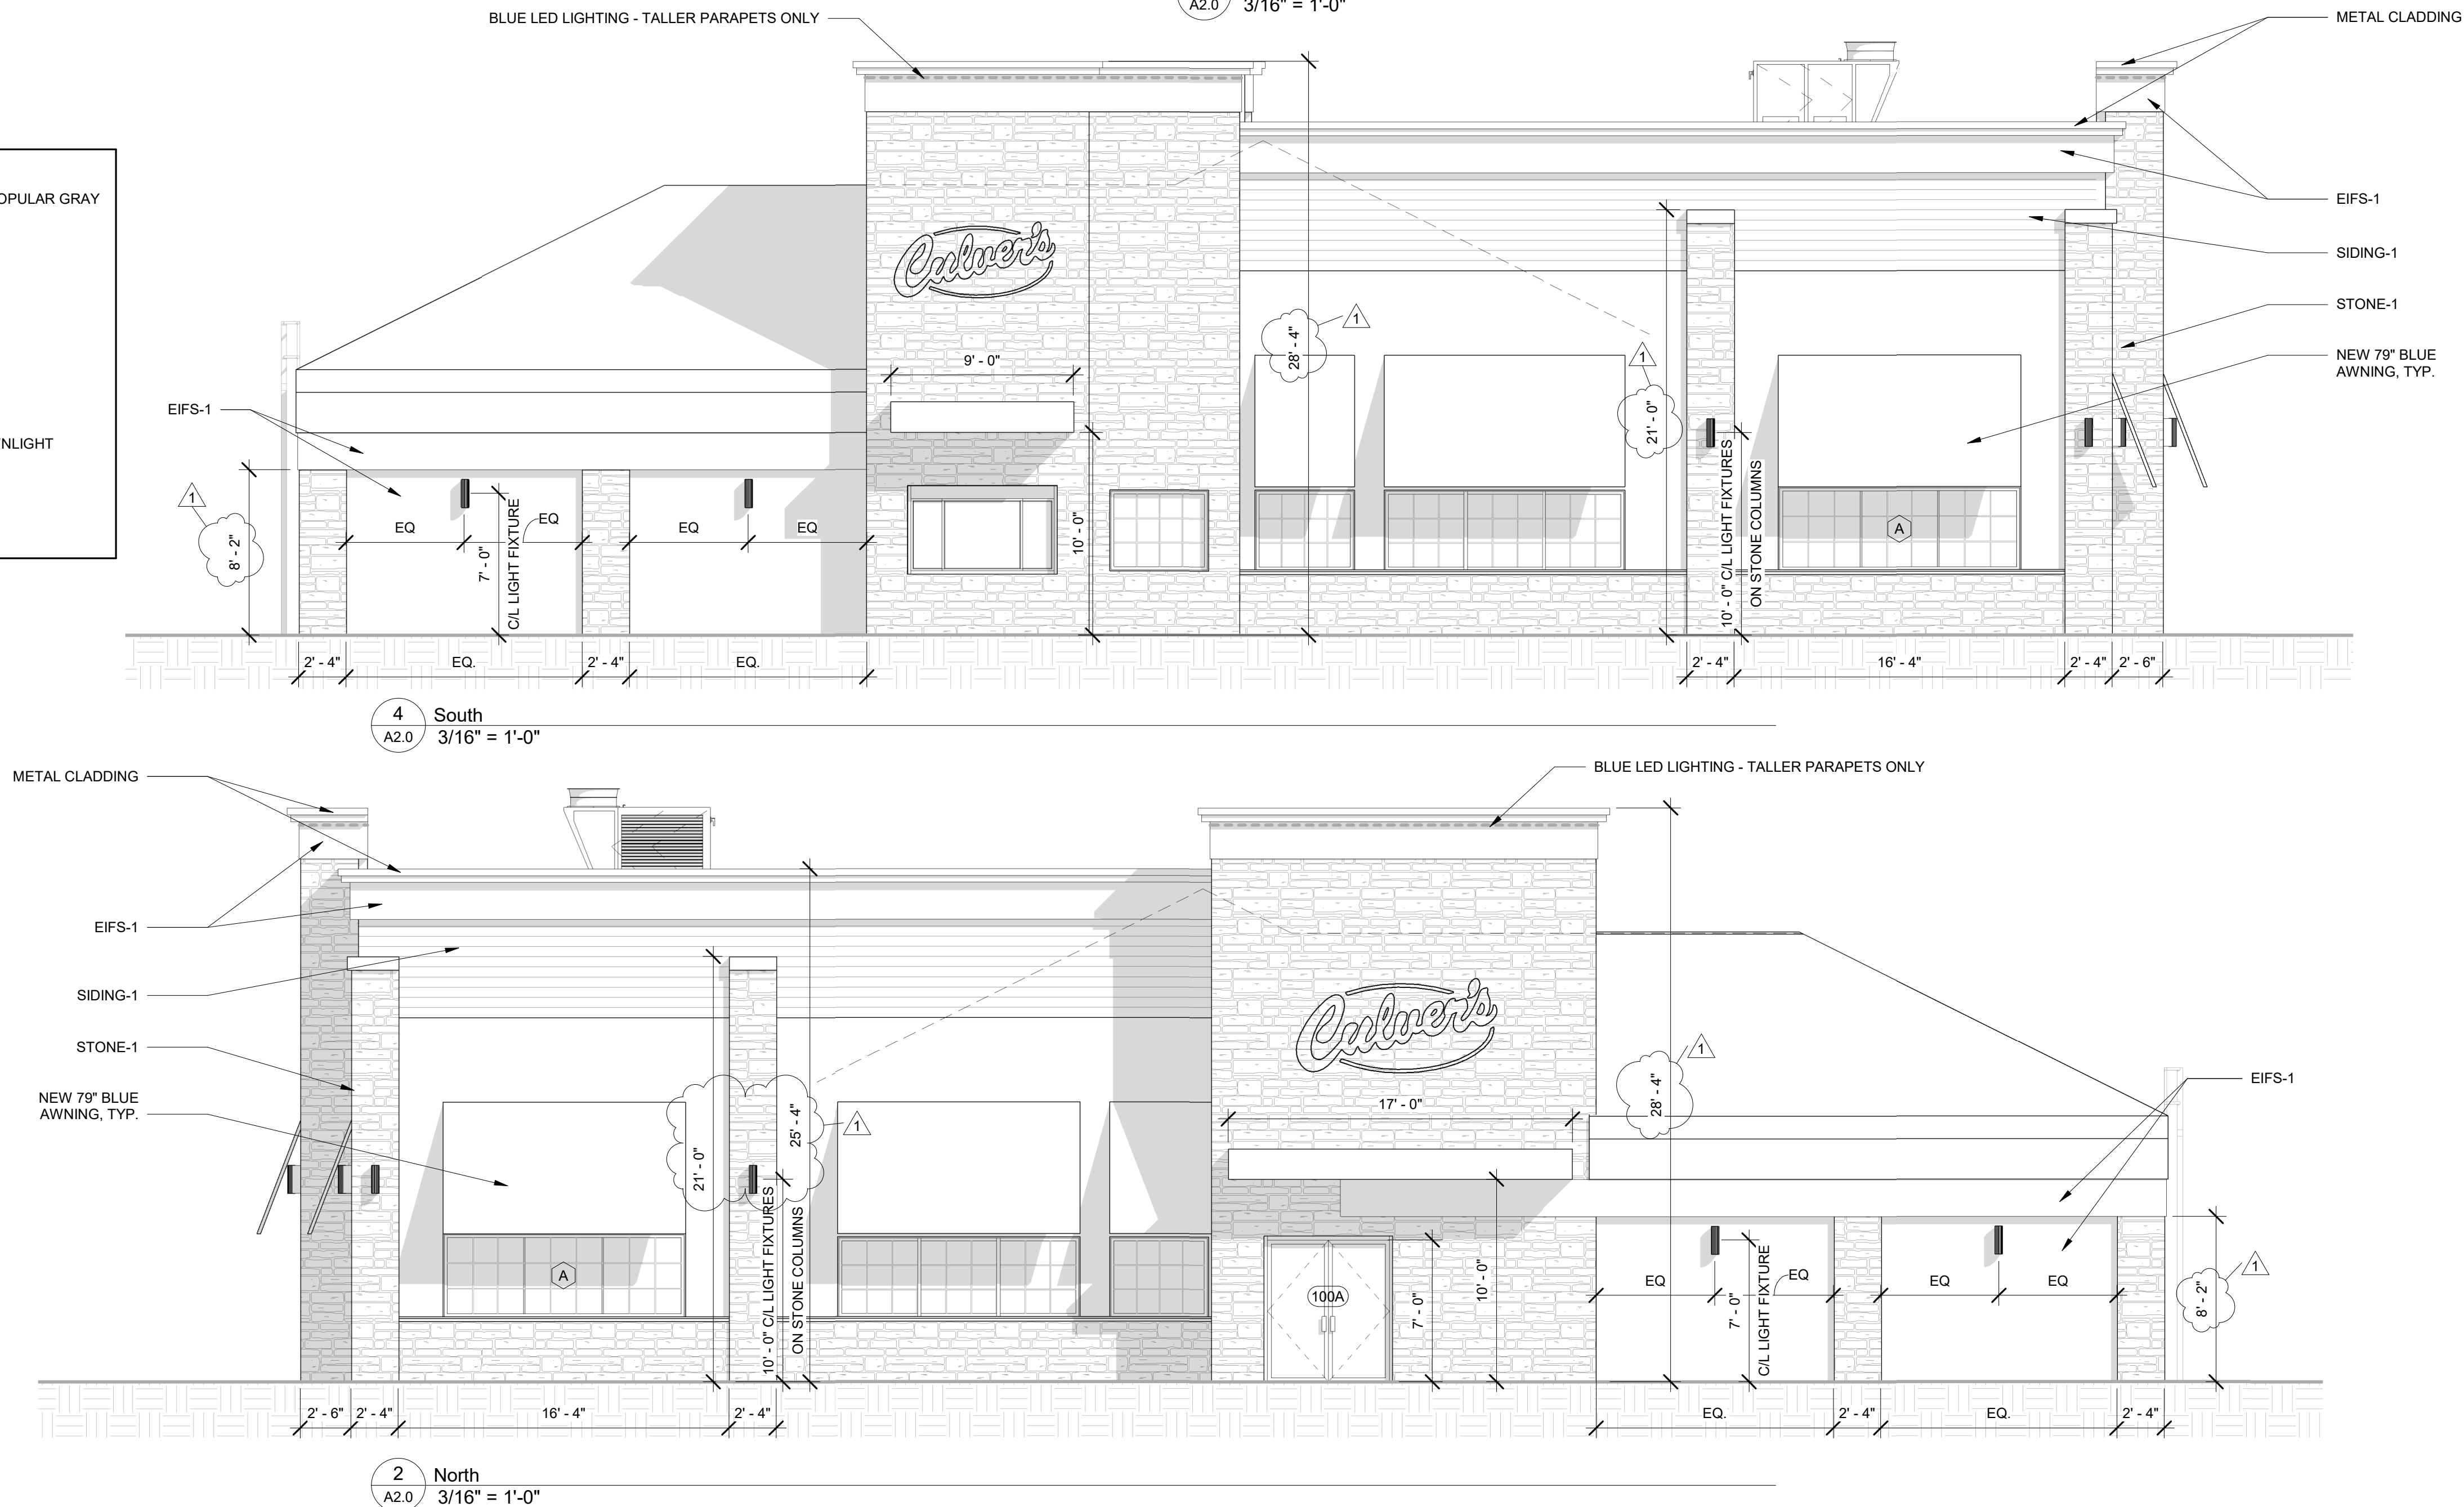 A2.0
3/16" = 1'-0"
BLUE LED LIGHTING - TALLER PARAPETS ONLY
METAL CLADDING
OPULAR GRAY
NLIGHT
EIFS-1
SIDING-1
STONE-1
NEW 79" BLUE
AWNING, TYP.
Culver's
9' - 0"
28' - 4"
1
1
21' - 0"
EIFS-1
1
8' - 2"
EQ
EQ
7' - 0"
C/L LIGHT FIXTURE
EQ
EQ
10' - 0"
10' - 0" C/L LIGHT FIXTURES
ON STONE COLUMNS
A
2' - 4"
EQ.
2' - 4"
EQ.
2' - 4"
16' - 4"
2' - 4"
2' - 6"
4
A2.0
South
3/16" = 1'-0"
METAL CLADDING
BLUE LED LIGHTING - TALLER PARAPETS ONLY
EIFS-1
SIDING-1
STONE-1
NEW 79" BLUE
AWNING, TYP.
Culver's
21' - 0"
25' - 4"
1
17' - 0"
28' - 4"
1
EIFS-1
10' - 0" C/L LIGHT FIXTURES
ON STONE COLUMNS
A
100A
7' - 0"
10' - 0"
EQ
EQ
7' - 0"
C/L LIGHT FIXTURE
EQ
EQ
8' - 2"
1
2' - 6"
2' - 4"
16' - 4"
2' - 4"
EQ.
2' - 4"
EQ.
2' - 4"
2
A2.0
North
3/16" = 1'-0"